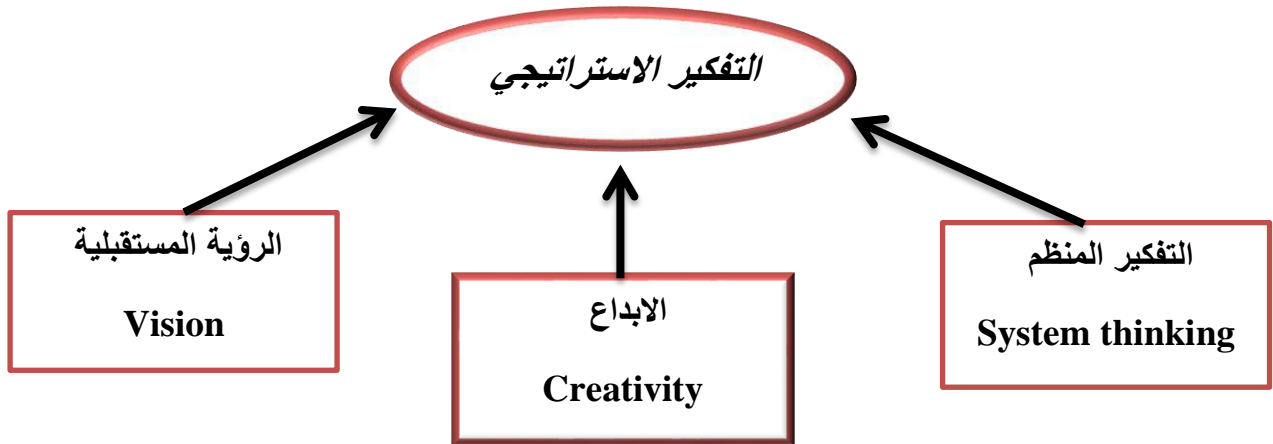 التفكير الاستراتيجي
التفكير المنظم
System thinking
الابداع
Creativity
الرؤية المستقبلية
Vision